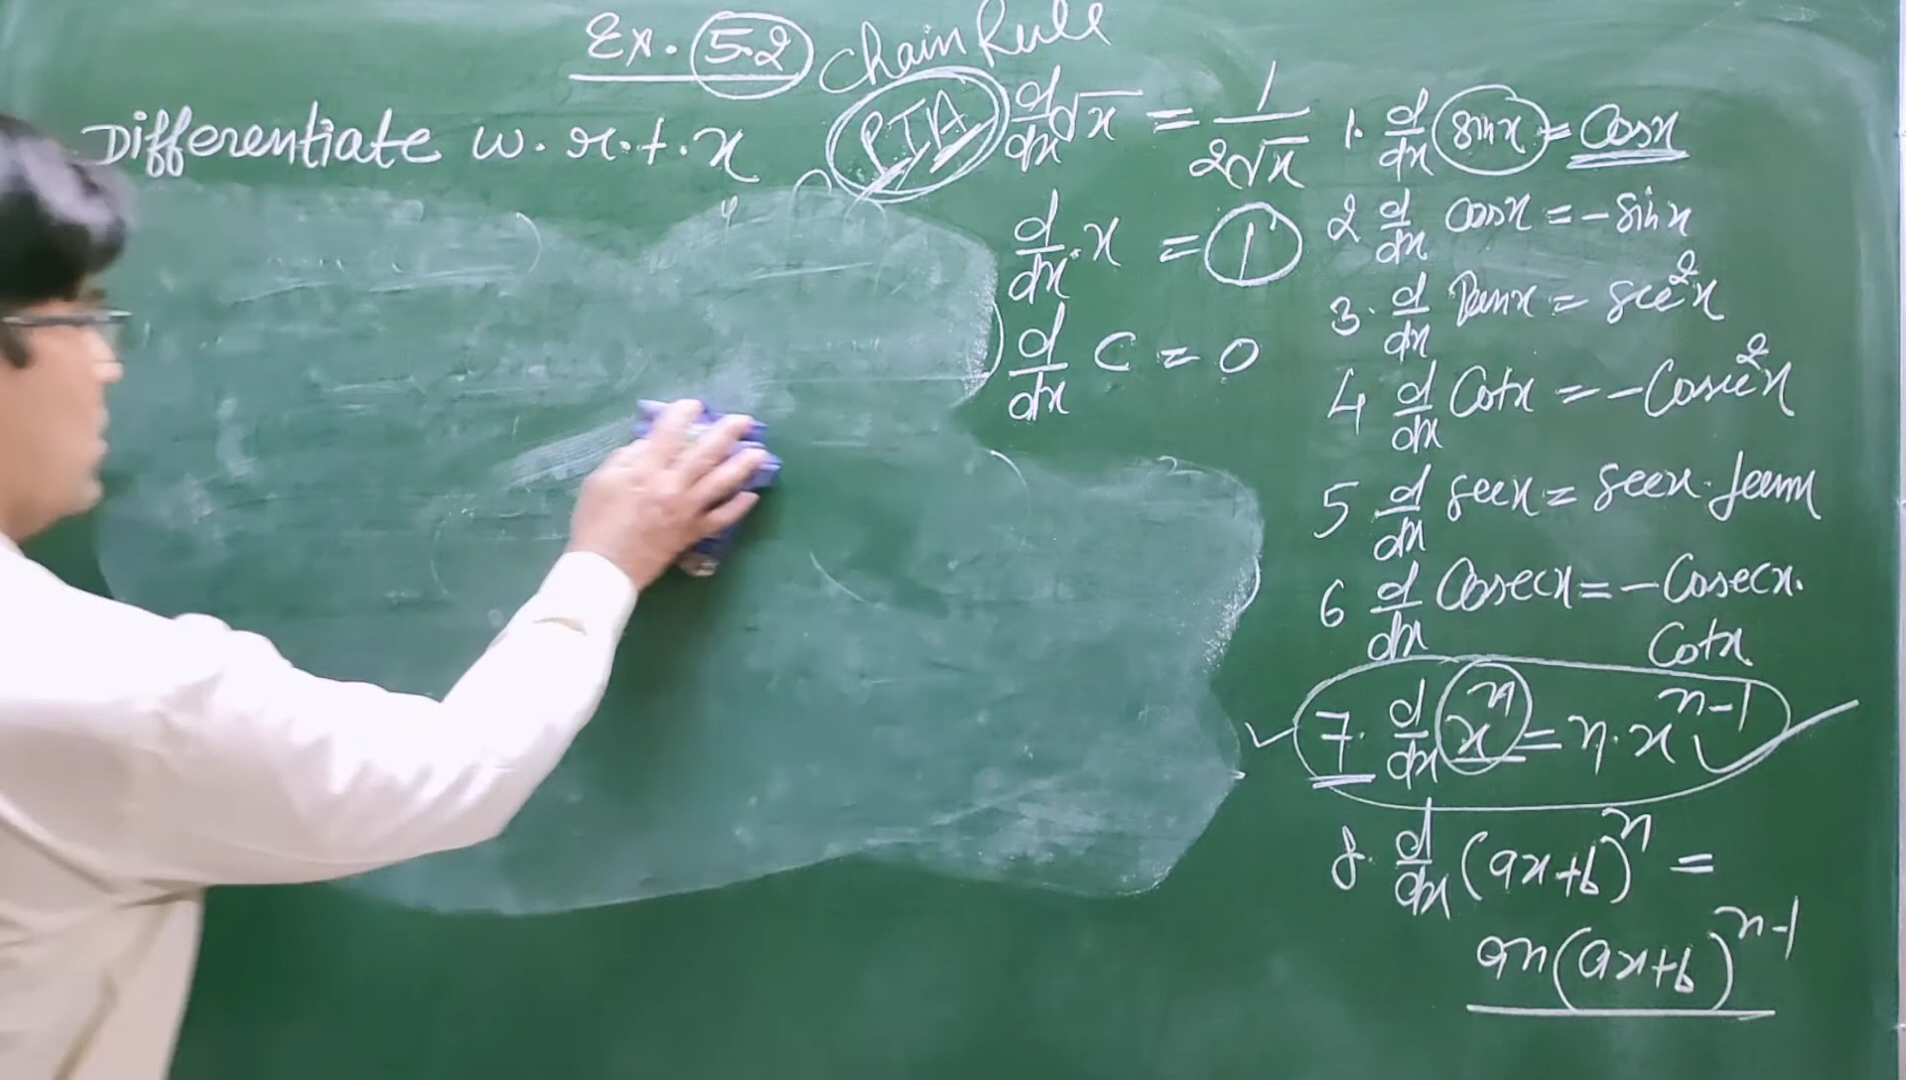 Ex. 5.2 Chain Rule
Differentiate w.r.t. x
PTA
d/dx √x = 1/2√x
d/dx . x = 1
d/dx C = 0
1. d/dx sinx = Cosx
2 d/dx Cosx = -Sinx
3. d/dx Tanx = Sec²x
4 d/dx Cotx = -Cosec²x
5 d/dx Secx = Secx.tanx
6 d/dx Cosecx = -Cosecx.
Cotx
7. d/dx xⁿ = n.xⁿ⁻¹
8. d/dx (ax+b)ⁿ =
an(ax+b)ⁿ⁻¹